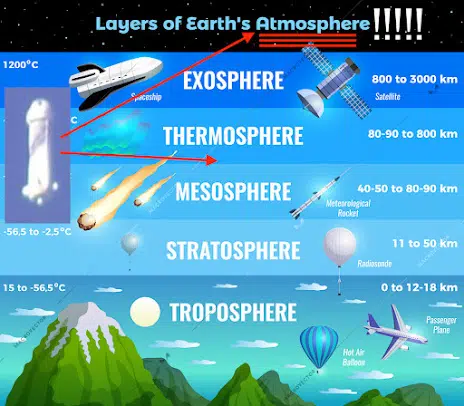 Layers of Earth's Atmosphere!!!!!
1200°C
EXOSPHERE
800 to 3000 km
Spaceship
Satellite
°C
THERMOSPHERE
80-90 to 800 km
MESOSPHERE
40-50 to 80-90 km
Meteorological
Rocket
-56,5 to -2,5°C
STRATOSPHERE
11 to 50 km
Radiosonde
15 to -56,5°C
TROPOSPHERE
0 to 12-18 km
Passenger
Plane
Hot Air
Balloon